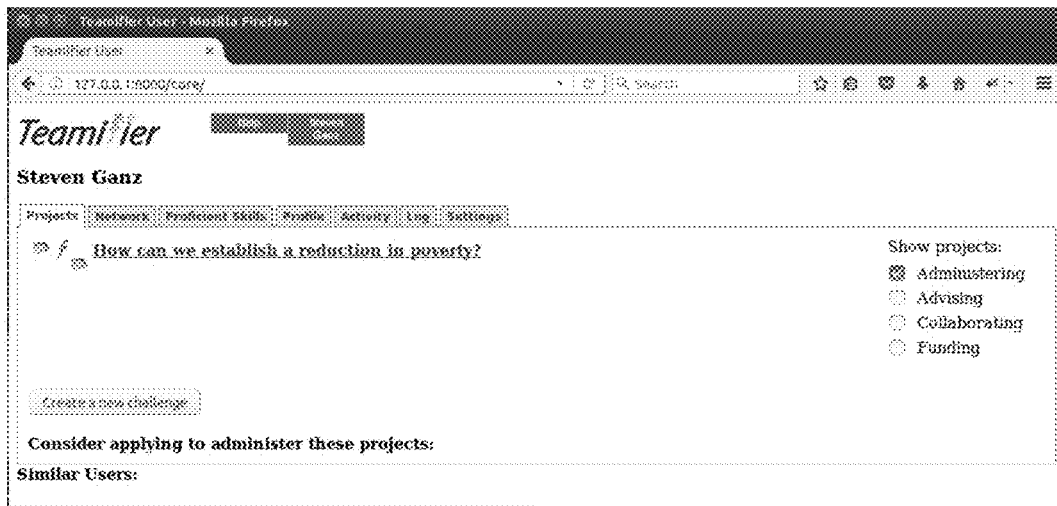 Teamifier User - Mozilla Firefox
Teamifier User ×
127.0.0.1:8000/core/
Search
Teamifier
Steven Ganz
Projects Network Proficient Skills Profile Activity Log Settings
How can we establish a reduction in poverty?
Show projects:
Administering
Advising
Collaborating
Funding
Create a new challenge
Consider applying to administer these projects:
Similar Users: